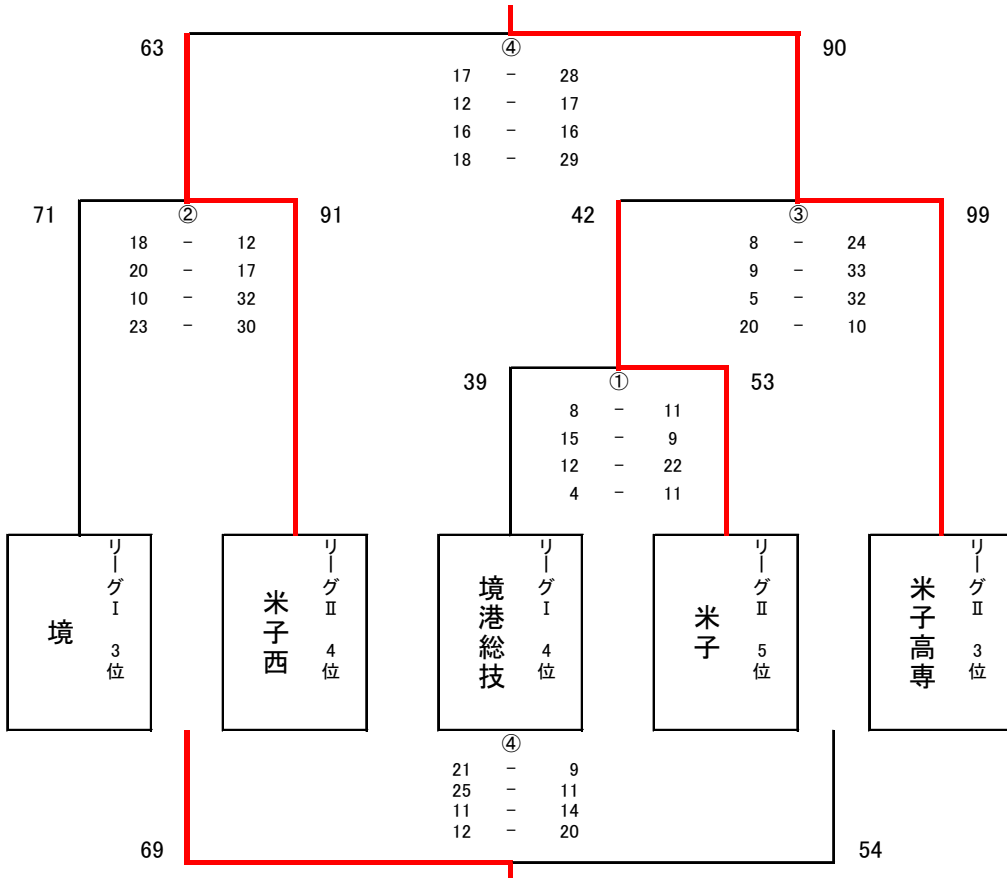 63 ④ 90
17 － 28
12 － 17
16 － 16
18 － 29
71 ② 91 42 ③ 99
18 － 12 8 － 24
20 － 17 9 － 33
10 － 32 5 － 32
23 － 30 20 － 10
39 ① 53
8 － 11
15 － 9
12 － 22
4 － 11
境
リーグⅠ 3位
米子西
リーグⅡ 4位
境港総技
リーグⅠ 4位
米子
リーグⅡ 5位
米子高専
リーグⅡ 3位
④
21 － 9
25 － 11
11 － 14
12 － 20
69 54